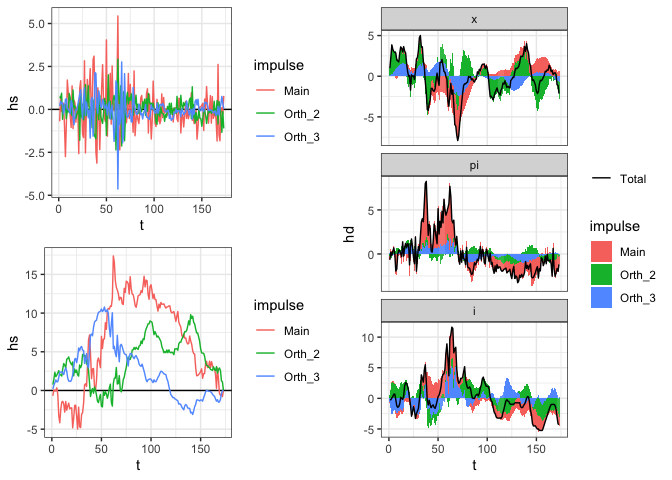 hs
5.0
2.5
0.0
-2.5
-5.0
0
50
100
150
t
impulse
Main
Orth_2
Orth_3
hs
15
10
5
0
-5
0
50
100
150
t
impulse
Main
Orth_2
Orth_3
hd
x
5
0
-5
pi
5
0
i
10
5
0
-5
0
50
100
150
t
Total
impulse
Main
Orth_2
Orth_3